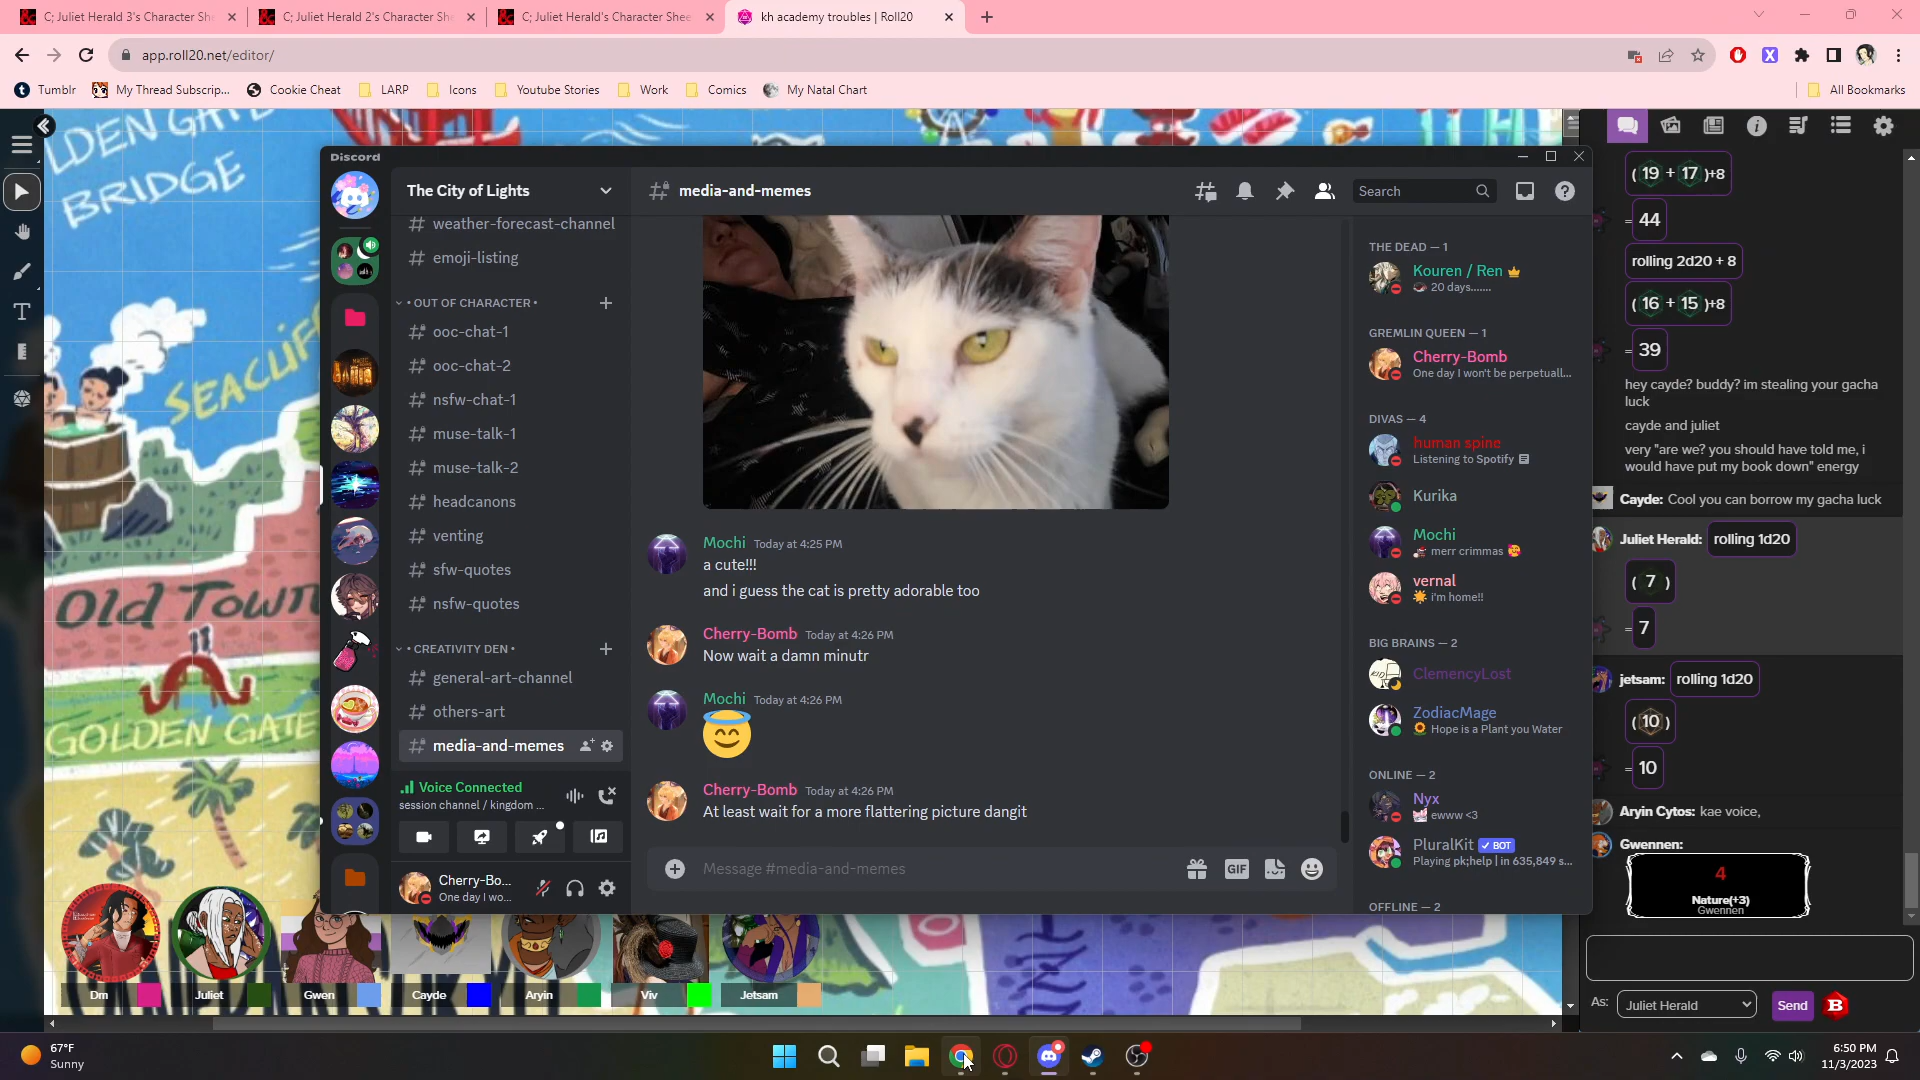 C; Juliet Herald 3's Character She
C; Juliet Herald 2's Character She
C; Juliet Herald's Character Shee
kh academy troubles | Roll20
app.roll20.net/editor/
Tumblr
My Thread Subscrip...
Cookie Cheat
LARP
Icons
Youtube Stories
Work
Comics
My Natal Chart
All Bookmarks
LDEN GATE
BRIDGE
SEACLIFF
Old Town
GOLDEN GATE
Discord
The City of Lights
weather-forecast-channel
emoji-listing
• OUT OF CHARACTER •
ooc-chat-1
ooc-chat-2
nsfw-chat-1
muse-talk-1
muse-talk-2
headcanons
venting
sfw-quotes
nsfw-quotes
• CREATIVITY DEN •
general-art-channel
others-art
media-and-memes
Voice Connected
session channel / kingdom ...
Cherry-Bo...
One day I wo...
media-and-memes
Search
Mochi Today at 4:25 PM
a cute!!!
and i guess the cat is pretty adorable too
Cherry-Bomb Today at 4:26 PM
Now wait a damn minutr
Mochi Today at 4:26 PM
Cherry-Bomb Today at 4:26 PM
At least wait for a more flattering picture dangit
Message #media-and-memes
GIF
THE DEAD — 1
Kouren / Ren
20 days.......
GREMLIN QUEEN — 1
Cherry-Bomb
One day I won't be perpetuall...
DIVAS — 4
human spine
Listening to Spotify
Kurika
Mochi
merr crimmas
vernal
i'm home!!
BIG BRAINS — 2
ClemencyLost
ZodiacMage
Hope is a Plant you Water
ONLINE — 2
Nyx
ewww <3
PluralKit ✓ BOT
Playing pk;help | in 635,849 s...
OFFLINE — 2
(19 + 17)+8
= 44
rolling 2d20 + 8
(16 + 15)+8
= 39
hey cayde? buddy? im stealing your gacha
luck
cayde and juliet
very "are we? you should have told me, i
would have put my book down" energy
Cayde: Cool you can borrow my gacha luck
Juliet Herald: rolling 1d20
(7)
= 7
jetsam: rolling 1d20
(10)
= 10
Aryin Cytos: kae voice,
Gwennen:
4
Nature(+3)
Gwennen
As: Juliet Herald
Send
B
Dm
Juliet
Gwen
Cayde
Aryin
Viv
Jetsam
67°F
Sunny
6:50 PM
11/3/2023